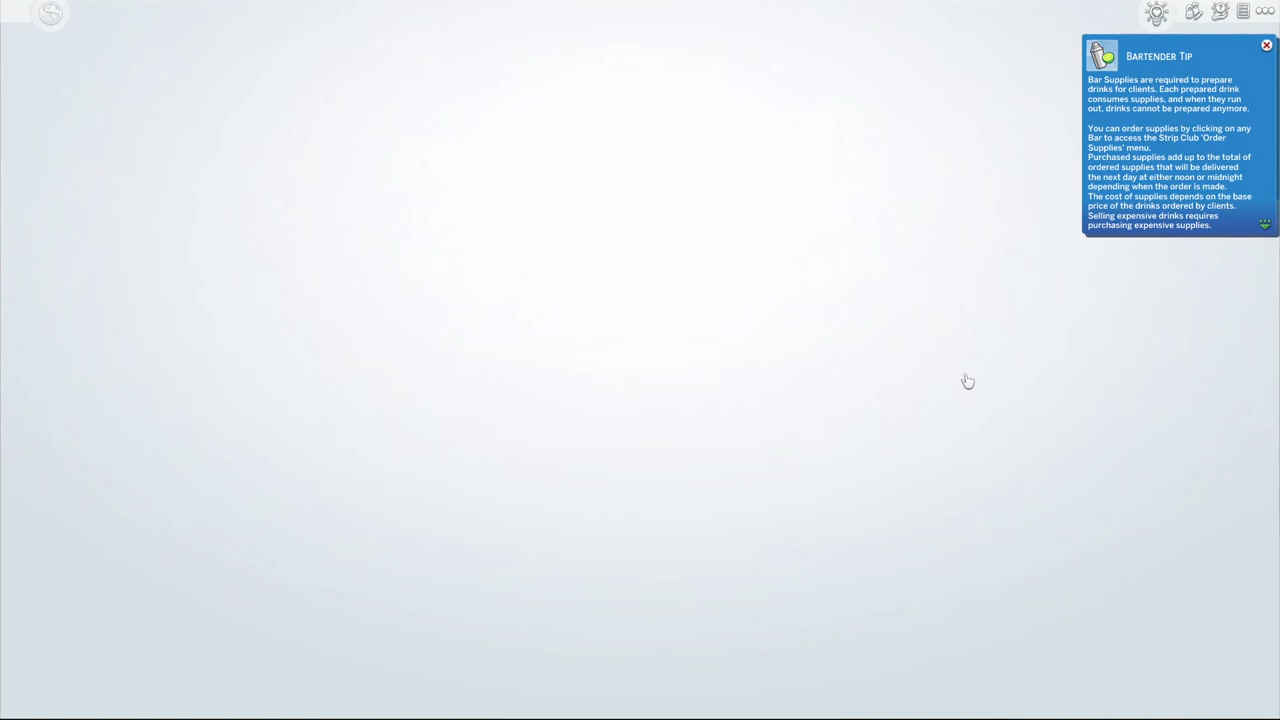 Bartender Tip
Bar Supplies are required to prepare
drinks for clients. Each prepared drink
consumes supplies, and when they run
out, drinks cannot be prepared anymore.
You can order supplies by clicking on any
Bar to access the Strip Club 'Order
Supplies' menu.
Purchased supplies add up to the total of
ordered supplies that will be delivered
the next day at either noon or midnight
depending when the order is made.
The cost of supplies depends on the base
price of the drinks ordered by clients.
Selling expensive drinks requires
purchasing expensive supplies.